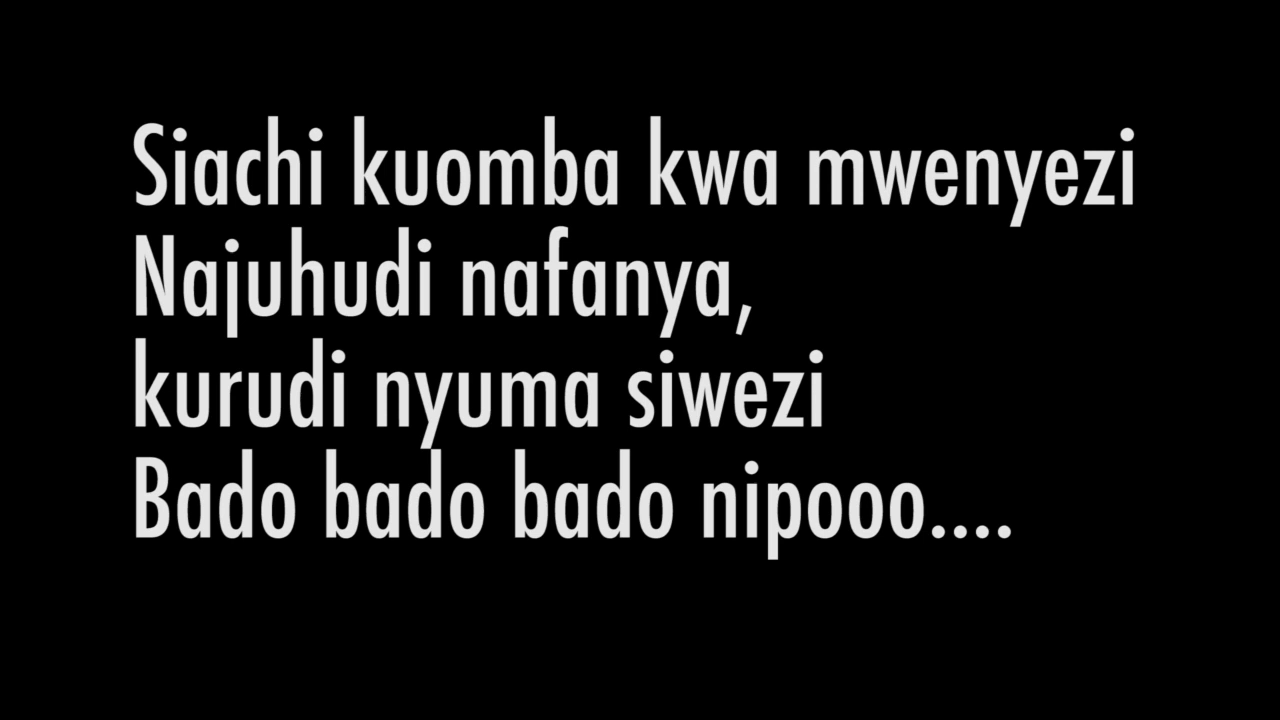 Siachi kuomba kwa mwenyezi
Najuhudi nafanya,
kurudi nyuma siwezi
Bado bado bado nipooo....